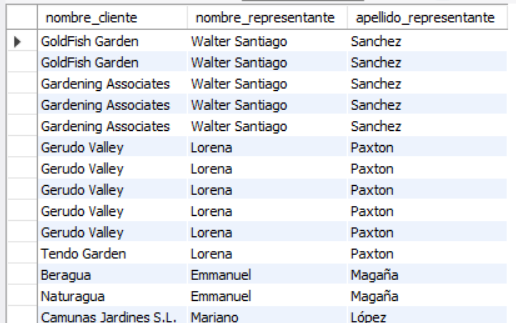 nombre_cliente nombre_representante apellido_representante
GoldFish Garden Walter Santiago Sanchez
GoldFish Garden Walter Santiago Sanchez
Gardening Associates Walter Santiago Sanchez
Gardening Associates Walter Santiago Sanchez
Gardening Associates Walter Santiago Sanchez
Gerudo Valley Lorena Paxton
Gerudo Valley Lorena Paxton
Gerudo Valley Lorena Paxton
Gerudo Valley Lorena Paxton
Gerudo Valley Lorena Paxton
Tendo Garden Lorena Paxton
Beragua Emmanuel Magaña
Naturagua Emmanuel Magaña
Camunas Jardines S.L. Mariano López